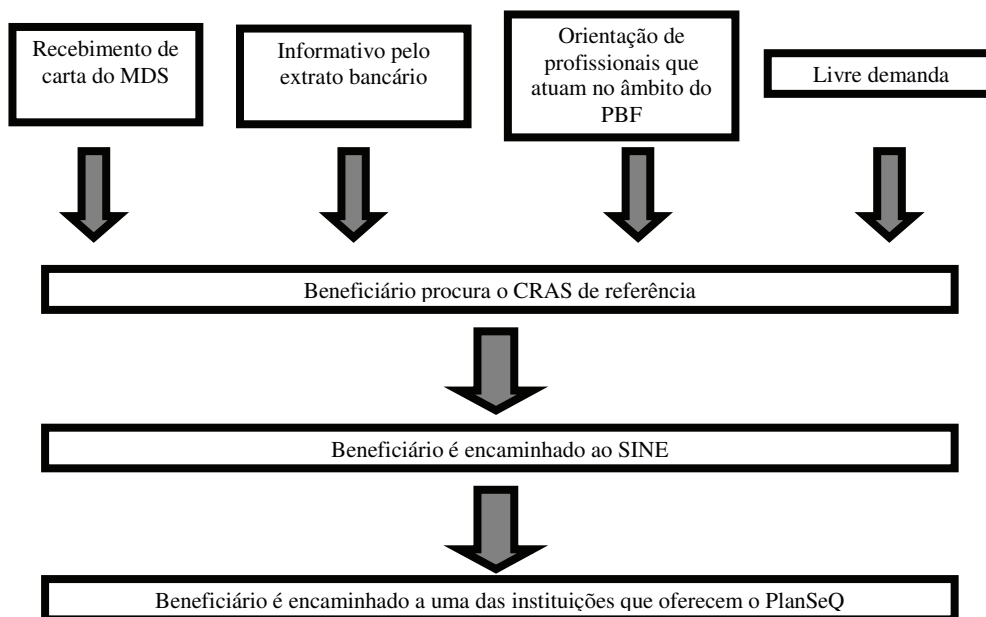 Recebimento de
carta do MDS
Informativo pelo
extrato bancário
Orientação de
profissionais que
atuam no âmbito do
PBF
Livre demanda
Beneficiário procura o CRAS de referência
Beneficiário é encaminhado ao SINE
Beneficiário é encaminhado a uma das instituições que oferecem o PlanSeQ